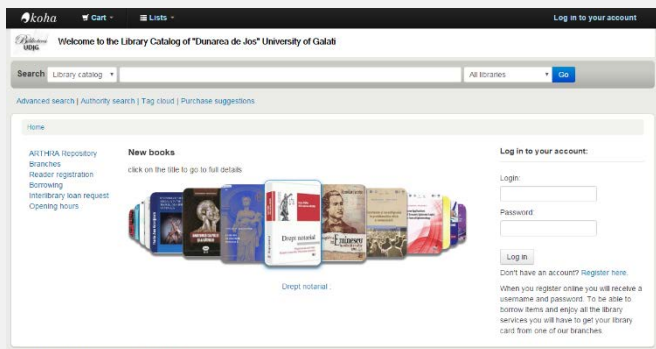 koha Cart Lists Log in to your account
UDJG Welcome to the Library Catalog of "Dunarea de Jos" University of Galati
Search Library catalog All libraries Go
Advanced search | Authority search | Tag cloud | Purchase suggestions
Home
ARTHRA Repository
Branches
Reader registration
Borrowing
Interlibrary loan request
Opening hours
New books
click on the title to go to full details
Drept notarial
Eminescu
Drept notarial :
Log in to your account:
Login:
Password:
Log in
Don't have an account? Register here.
When you register online you will receive a
username and password. To be able to
borrow items and enjoy all the library
services you will have to get your library
card from one of our branches.